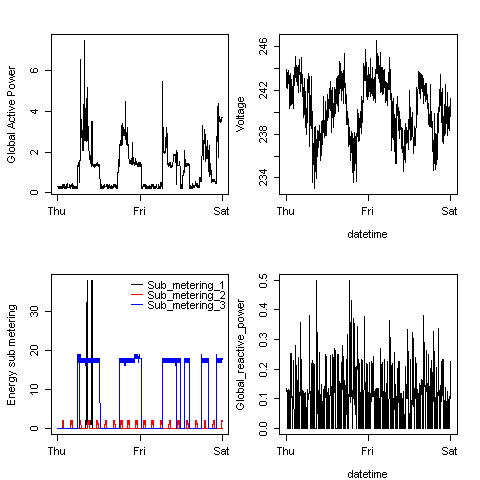 Global Active Power
6
4
2
0
Thu Fri Sat
Voltage
246
242
238
234
Thu Fri Sat
datetime
Energy sub metering
30
20
10
0
Sub_metering_1
Sub_metering_2
Sub_metering_3
Thu Fri Sat
Global_reactive_power
0.5
0.4
0.3
0.2
0.1
0.0
Thu Fri Sat
datetime